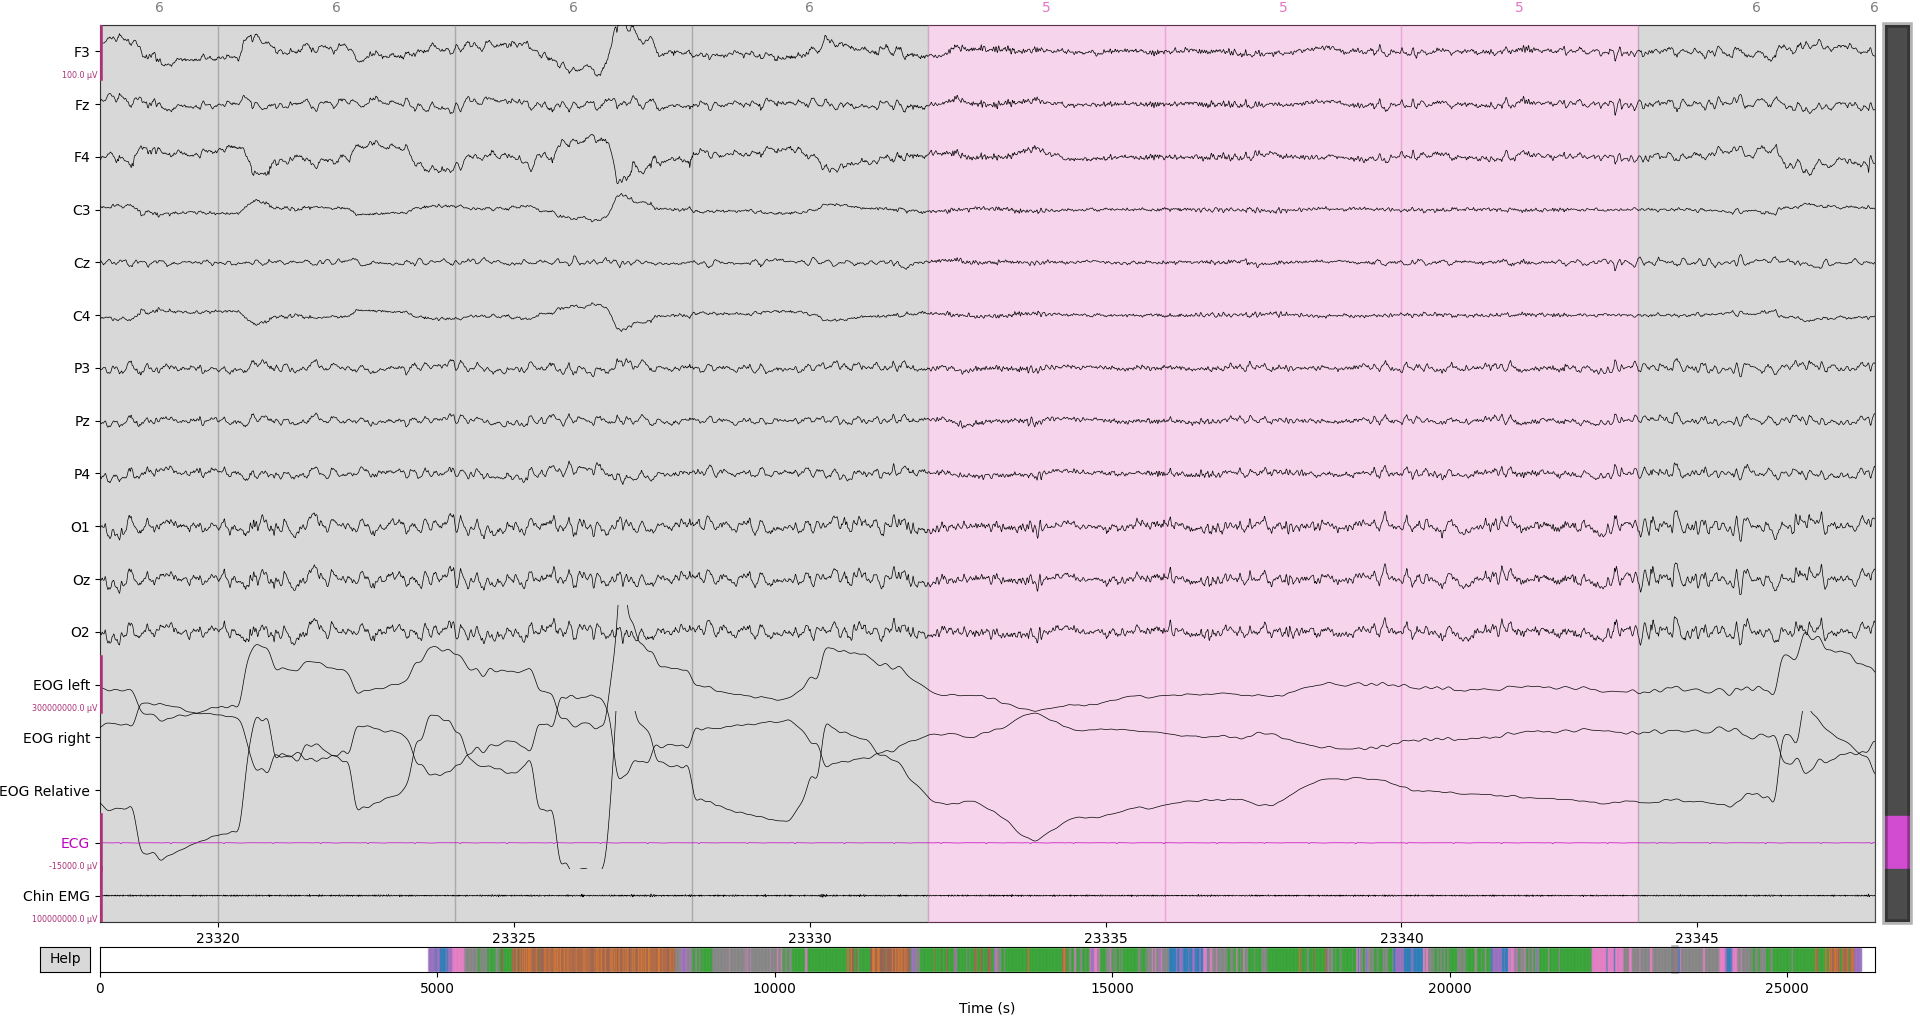 6 6 6 6 5 5 5 6 6
F3
100.0 µV
Fz
F4
C3
Cz
C4
P3
Pz
P4
O1
Oz
O2
EOG left
300000000.0 µV
EOG right
EOG Relative
ECG
-15000.0 µV
Chin EMG
100000000.0 µV
23320 23325 23330 23335 23340 23345
Help
0 5000 10000 15000 20000 25000
Time (s)